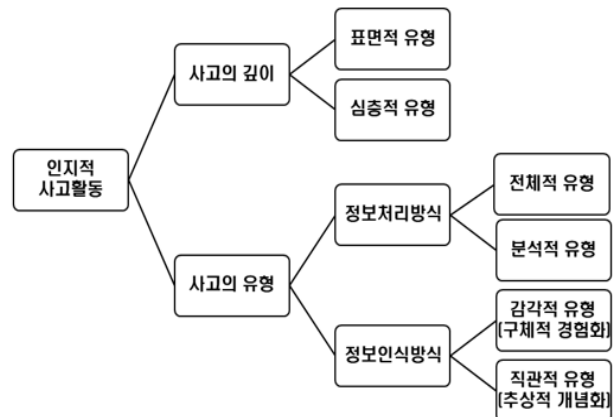 표면적 유형
사고의 깊이
심층적 유형
인지적
사고활동
전체적 유형
정보처리방식
분석적 유형
사고의 유형
감각적 유형
(구체적 경험화)
정보인식방식
직관적 유형
(추상적 개념화)